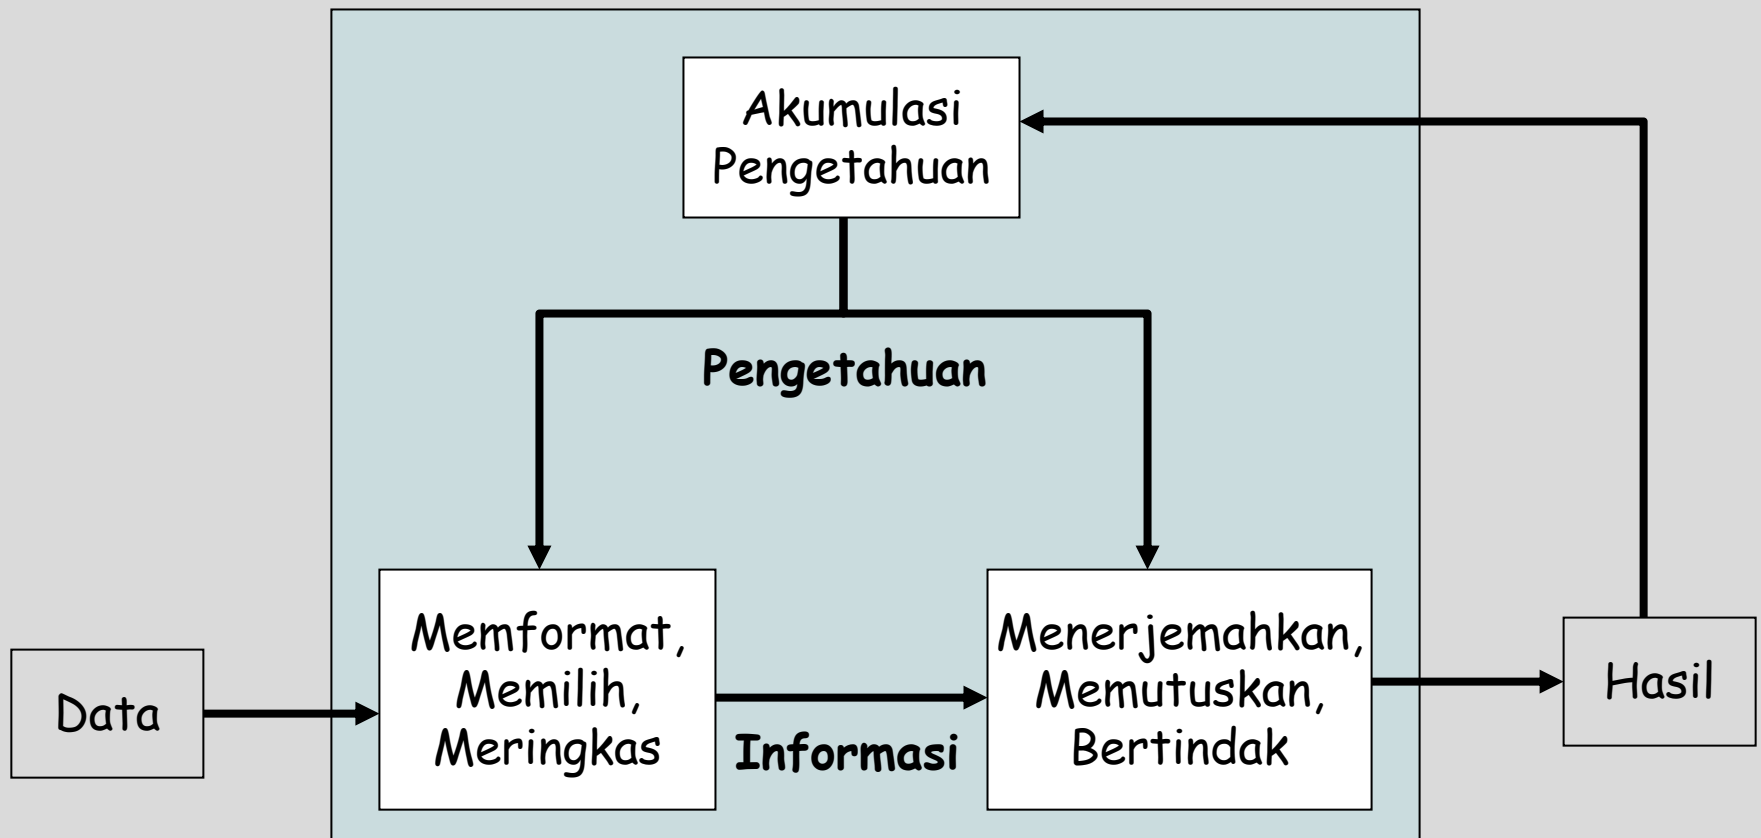 Akumulasi
Pengetahuan
Pengetahuan
Data
Memformat,
Memilih,
Meringkas
Informasi
Menerjemahkan,
Memutuskan,
Bertindak
Hasil